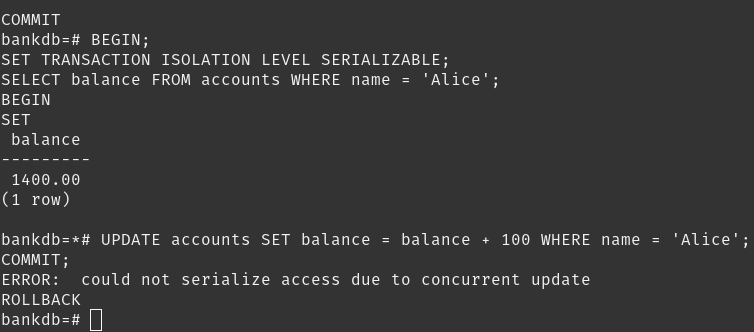 COMMIT
bankdb=# BEGIN;
SET TRANSACTION ISOLATION LEVEL SERIALIZABLE;
SELECT balance FROM accounts WHERE name = 'Alice';
BEGIN
SET
 balance
---------
 1400.00
(1 row)

bankdb=*# UPDATE accounts SET balance = balance + 100 WHERE name = 'Alice';
COMMIT;
ERROR:  could not serialize access due to concurrent update
ROLLBACK
bankdb=#